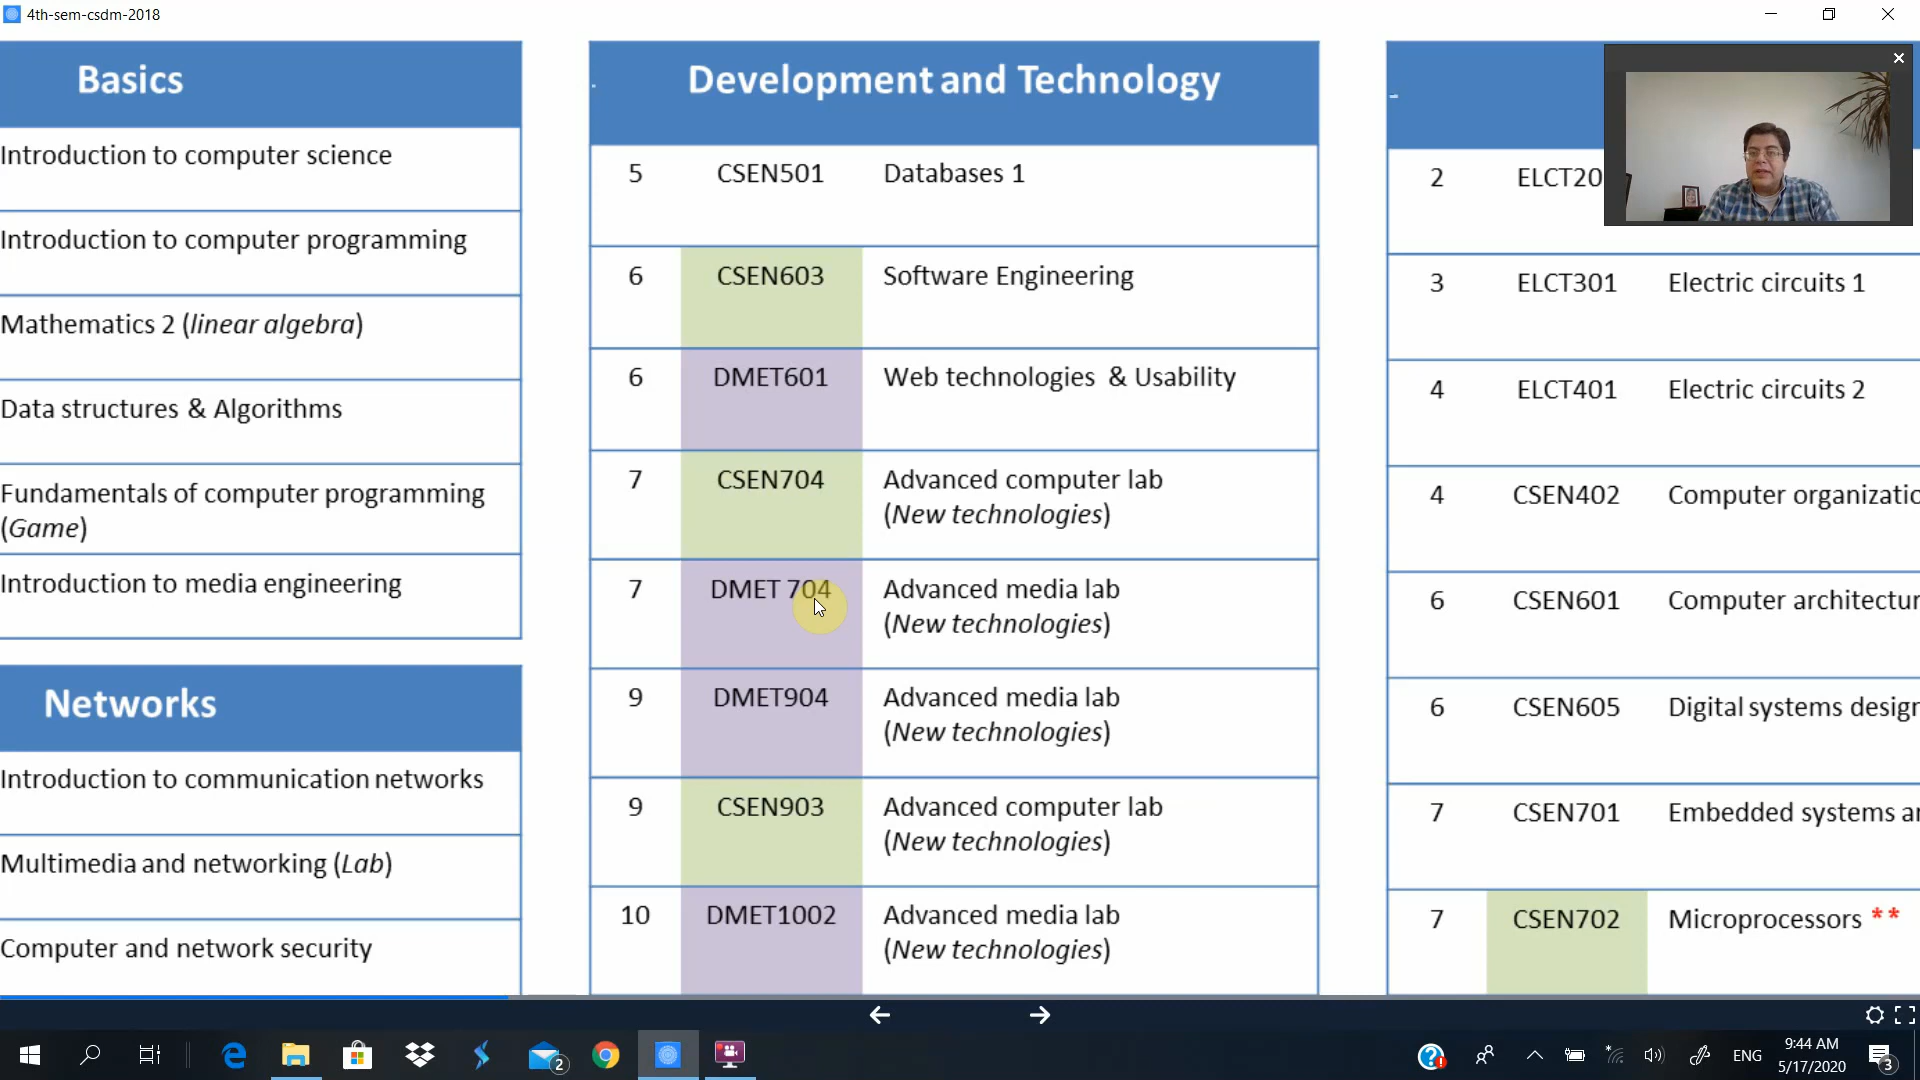 4th-sem-csdm-2018
Basics
Introduction to computer science
Introduction to computer programming
Mathematics 2 (linear algebra)
Data structures & Algorithms
Fundamentals of computer programming
(Game)
Introduction to media engineering
Networks
Introduction to communication networks
Multimedia and networking (Lab)
Computer and network security
Development and Technology
5 CSEN501 Databases 1
6 CSEN603 Software Engineering
6 DMET601 Web technologies & Usability
7 CSEN704 Advanced computer lab
(New technologies)
7 DMET 704 Advanced media lab
(New technologies)
9 DMET904 Advanced media lab
(New technologies)
9 CSEN903 Advanced computer lab
(New technologies)
10 DMET1002 Advanced media lab
(New technologies)
2 ELCT20
3 ELCT301 Electric circuits 1
4 ELCT401 Electric circuits 2
4 CSEN402 Computer organizatio
6 CSEN601 Computer architectur
6 CSEN605 Digital systems design
7 CSEN701 Embedded systems an
7 CSEN702 Microprocessors **
2
ENG
9:44 AM
5/17/2020
3